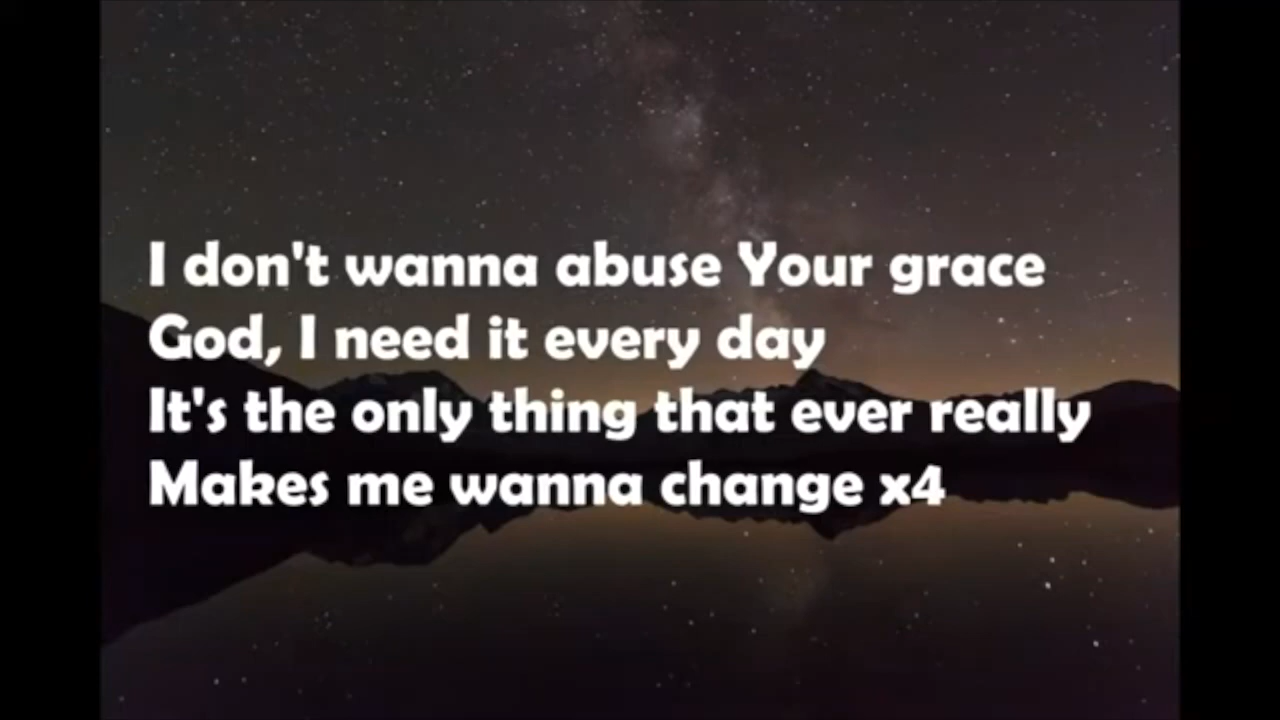 I don't wanna abuse Your grace
God, I need it every day
It's the only thing that ever really
Makes me wanna change x4